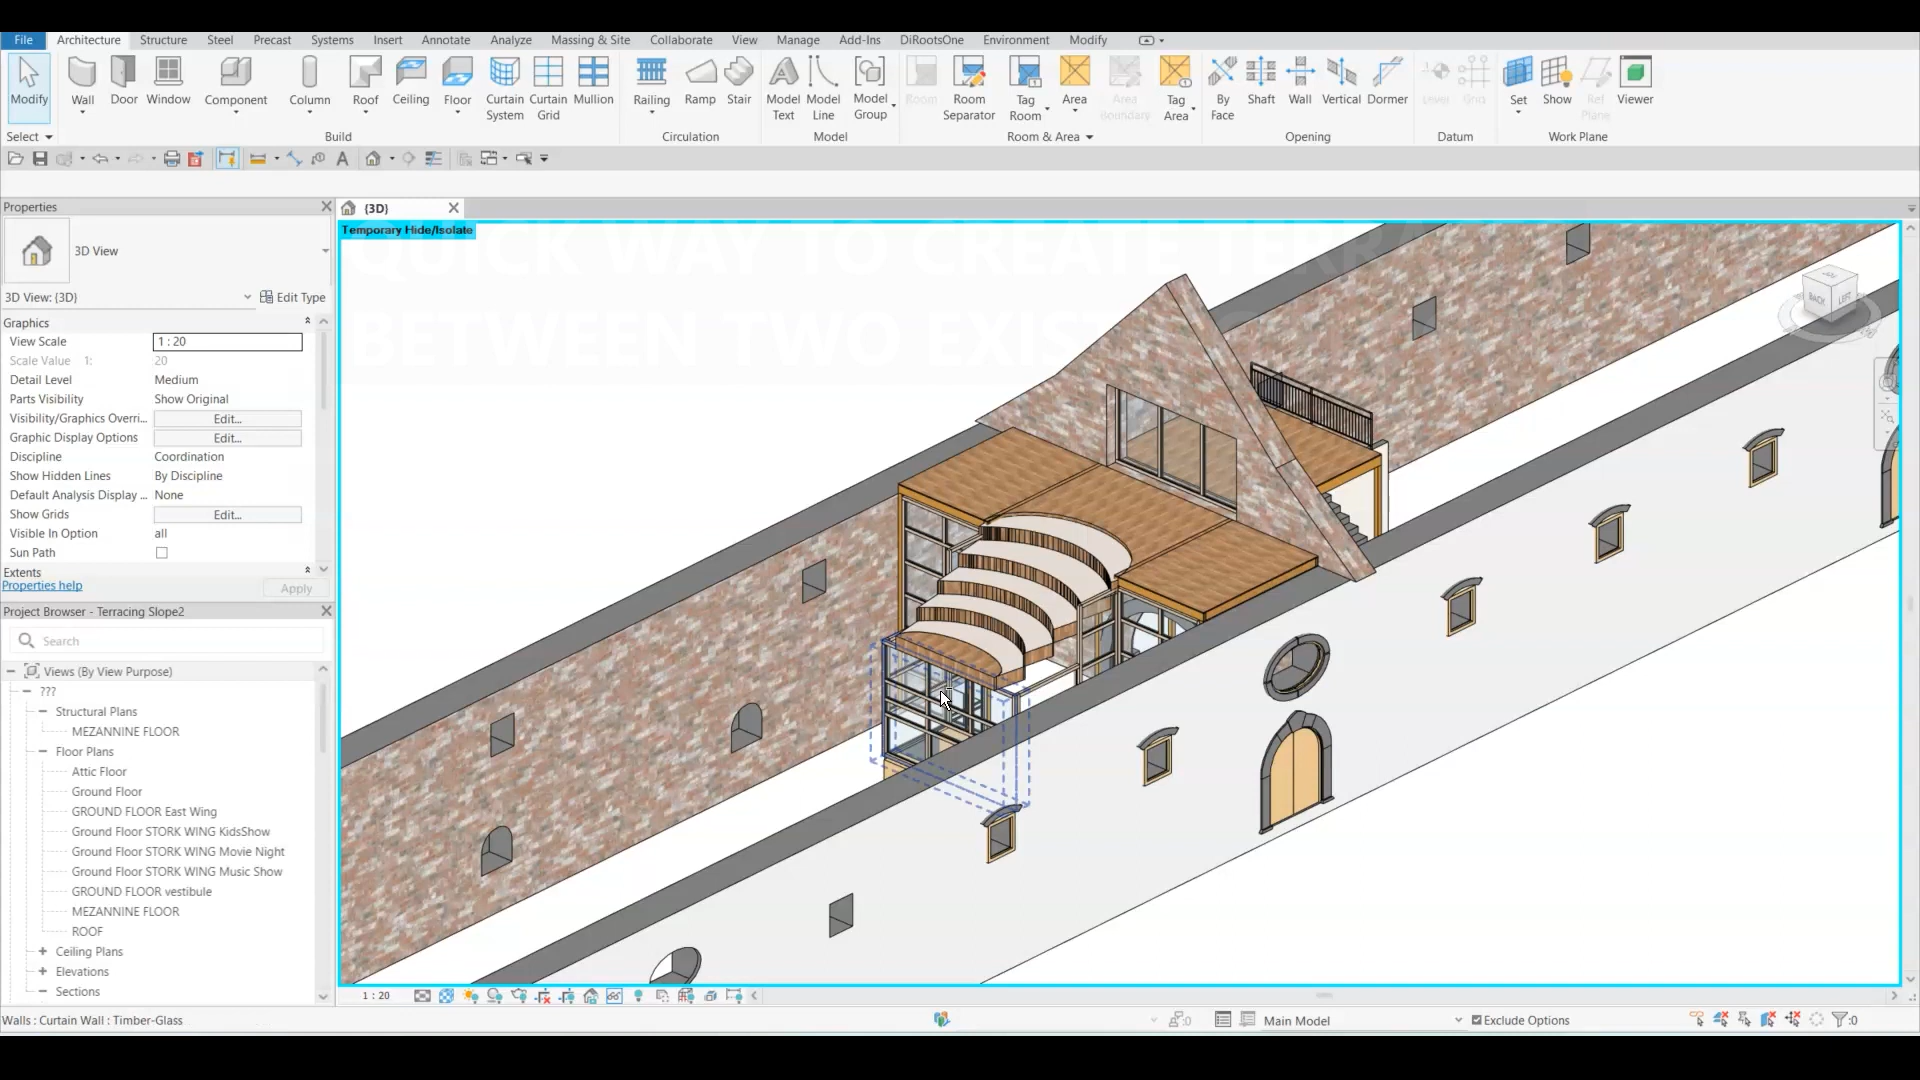 File Architecture Structure Steel Precast Systems Insert Annotate Analyze Massing & Site Collaborate View Manage Add-Ins DiRootsOne Environment Modify
Modify Wall Door Window Component Column Roof Ceiling Floor Curtain System Curtain Grid Mullion Railing Ramp Stair Model Text Model Line Model Group Room Room Separator Tag Room Area Area Boundary Tag Area By Face Shaft Wall Vertical Dormer Level Grid Set Show Ref Plane Viewer
Select Build Circulation Model Room & Area Opening Datum Work Plane
Properties
{3D}
Temporary Hide/Isolate
QUICK WAY TO CREATE TERRA
BETWEEN TWO EXIS
3D View
3D View: {3D} Edit Type
Graphics
View Scale 1 : 20
Scale Value 1: 20
Detail Level Medium
Parts Visibility Show Original
Visibility/Graphics Overri... Edit...
Graphic Display Options Edit...
Discipline Coordination
Show Hidden Lines By Discipline
Default Analysis Display ... None
Show Grids Edit...
Visible In Option all
Sun Path
Extents
Properties help Apply
Project Browser - Terracing Slope2
Search
Views (By View Purpose)
???
Structural Plans
MEZANNINE FLOOR
Floor Plans
Attic Floor
Ground Floor
GROUND FLOOR East Wing
Ground Floor STORK WING KidsShow
Ground Floor STORK WING Movie Night
Ground Floor STORK WING Music Show
GROUND FLOOR vestibule
MEZANNINE FLOOR
ROOF
Ceiling Plans
Elevations
Sections
BACK LEFT
1 : 20
Walls : Curtain Wall : Timber-Glass :0 Main Model Exclude Options :0